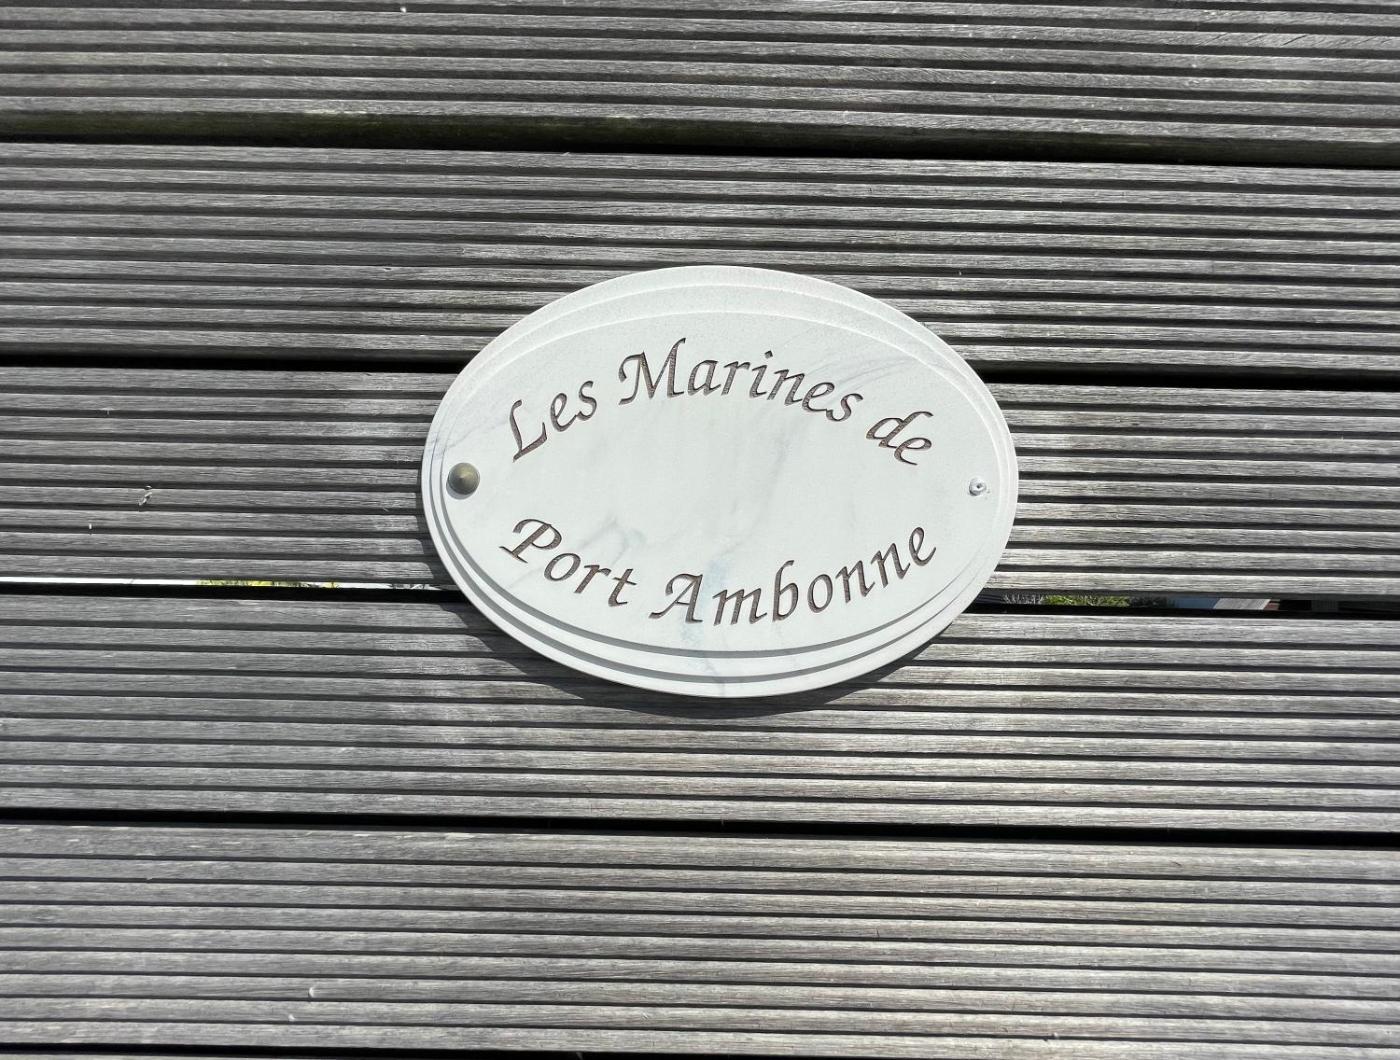 Les Marines de
Port Ambonne